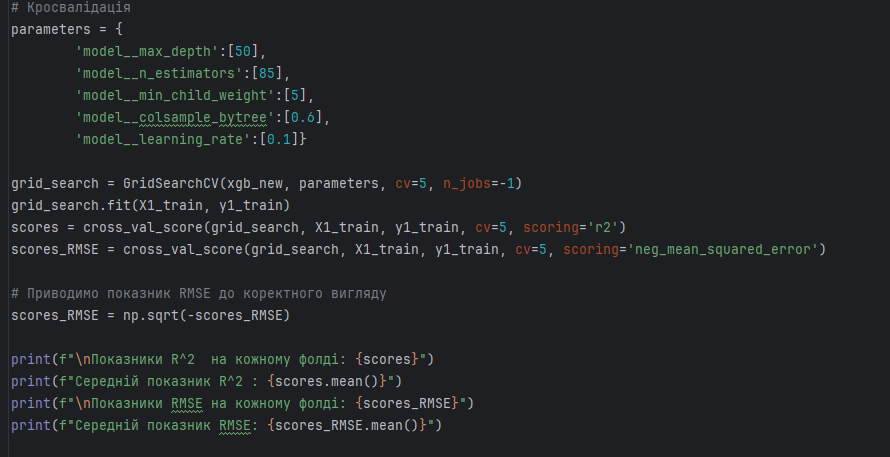 # Кросвалідація
parameters = {
        'model__max_depth':[50],
        'model__n_estimators':[85],
        'model__min_child_weight':[5],
        'model__colsample_bytree':[0.6],
        'model__learning_rate':[0.1]}
grid_search = GridSearchCV(xgb_new, parameters, cv=5, n_jobs=-1)
grid_search.fit(X1_train, y1_train)
scores = cross_val_score(grid_search, X1_train, y1_train, cv=5, scoring='r2')
scores_RMSE = cross_val_score(grid_search, X1_train, y1_train, cv=5, scoring='neg_mean_squared_error')
# Приводимо показник RMSE до коректного вигляду
scores_RMSE = np.sqrt(-scores_RMSE)
print(f"\nПоказники R^2  на кожному фолді: {scores}")
print(f"Середній показник R^2 : {scores.mean()}")
print(f"\nПоказники RMSE на кожному фолді: {scores_RMSE}")
print(f"Середній показник RMSE: {scores_RMSE.mean()}")